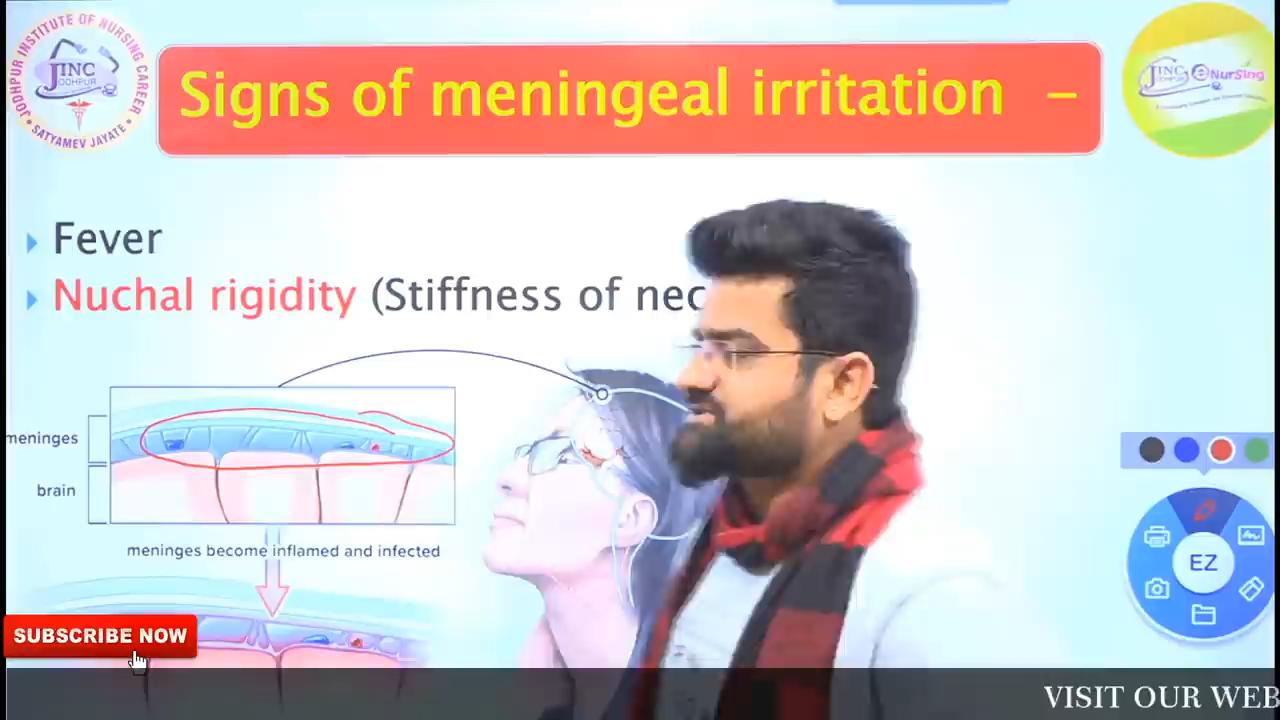 JODHPUR INSTITUTE OF NURSING CAREER
JINC
JODHPUR
SATYAMEV JAYATE
Signs of meningeal irritation –
JINC
eNursing
Fever
Nuchal rigidity (Stiffness of nec
meninges
brain
meninges become inflamed and infected
EZ
SUBSCRIBE NOW
VISIT OUR WEB